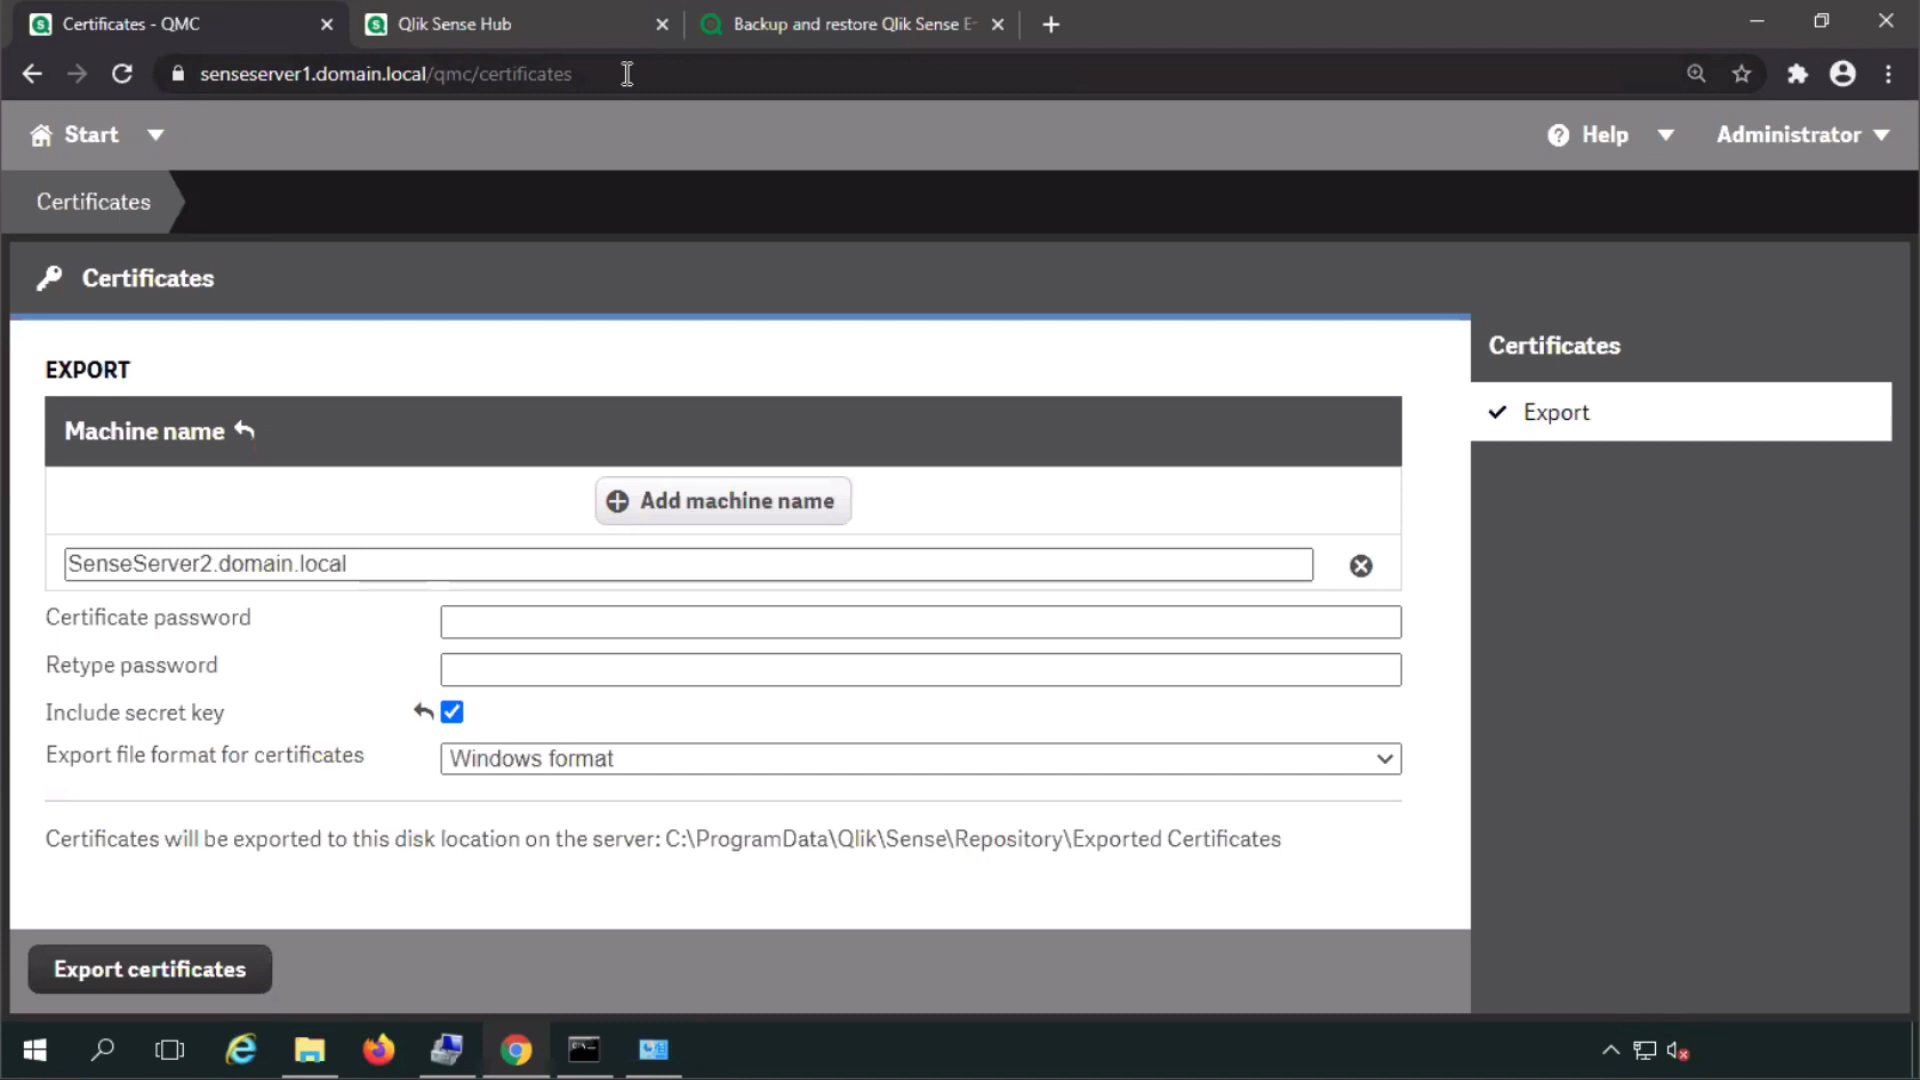 Certificates - QMC
Qlik Sense Hub
Backup and restore Qlik Sense E
senseserver1.domain.local/qmc/certificates
Start
Help
Administrator
Certificates
Certificates
EXPORT
Machine name
Add machine name
SenseServer2.domain.local
Certificate password
Retype password
Include secret key
Export file format for certificates
Windows format
Certificates will be exported to this disk location on the server: C:\ProgramData\Qlik\Sense\Repository\Exported Certificates
Export certificates
Certificates
Export